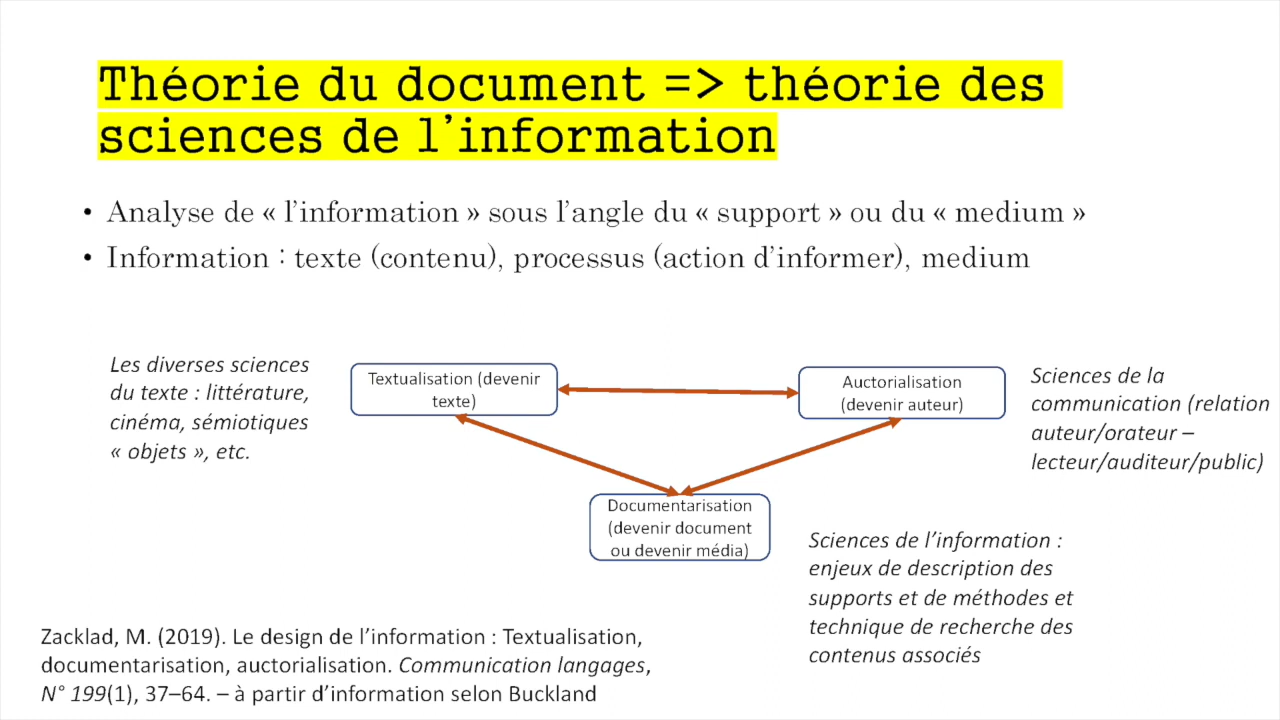 Théorie du document => théorie des
sciences de l'information
• Analyse de « l'information » sous l'angle du « support » ou du « medium »
• Information : texte (contenu), processus (action d'informer), medium
Les diverses sciences
du texte : littérature,
cinéma, sémiotiques
« objets », etc.
Textualisation (devenir
texte)
Auctorialisation
(devenir auteur)
Sciences de la
communication (relation
auteur/orateur –
lecteur/auditeur/public)
Documentarisation
(devenir document
ou devenir média)
Sciences de l'information :
enjeux de description des
supports et de méthodes et
technique de recherche des
contenus associés
Zacklad, M. (2019). Le design de l'information : Textualisation,
documentarisation, auctorialisation. Communication langages,
N° 199(1), 37–64. – à partir d'information selon Buckland